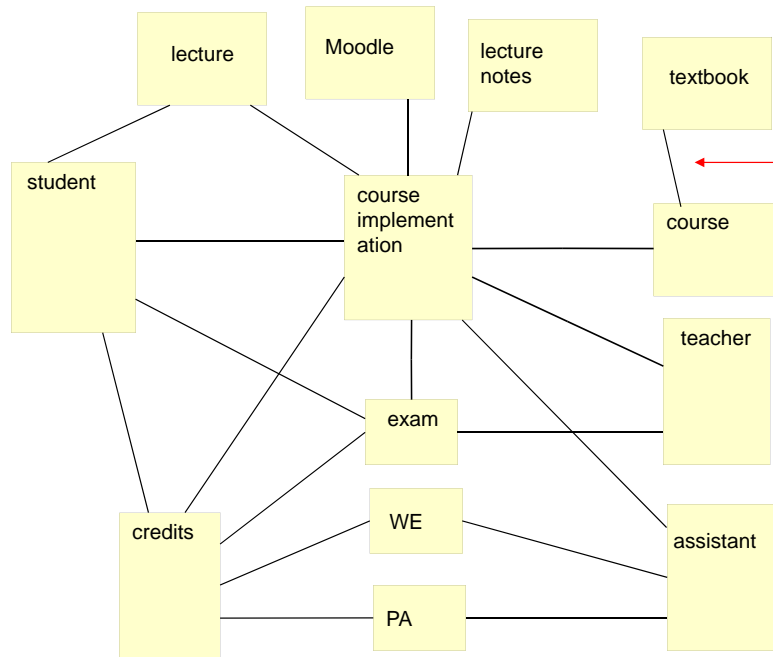 lecture
Moodle
lecture
notes
textbook
student
course
implement
ation
course
teacher
exam
credits
WE
assistant
PA